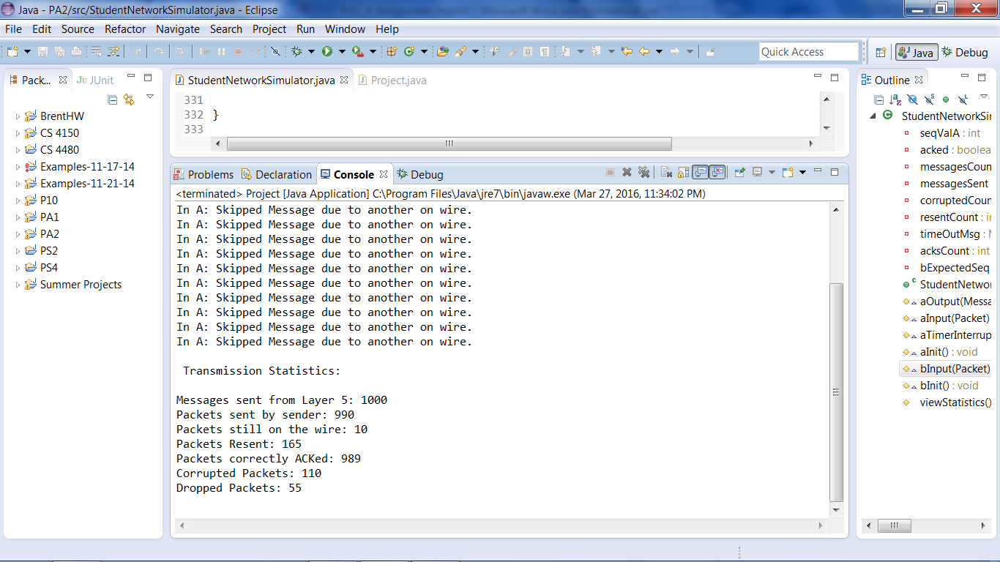 Java - PA2/src/StudentNetworkSimulator.java - Eclipse
File Edit Source Refactor Navigate Search Project Run Window Help
Quick Access
Java
Debug
Pack...
JUnit
BrentHW
CS 4150
CS 4480
Examples-11-17-14
Examples-11-21-14
P10
PA1
PA2
PS2
PS4
Summer Projects
StudentNetworkSimulator.java
Project.java
331
332 }
333
Problems Declaration Console Debug
<terminated> Project [Java Application] C:\Program Files\Java\jre7\bin\javaw.exe (Mar 27, 2016, 11:34:02 PM)
In A: Skipped Message due to another on wire.
In A: Skipped Message due to another on wire.
In A: Skipped Message due to another on wire.
In A: Skipped Message due to another on wire.
In A: Skipped Message due to another on wire.
In A: Skipped Message due to another on wire.
In A: Skipped Message due to another on wire.
In A: Skipped Message due to another on wire.
In A: Skipped Message due to another on wire.
In A: Skipped Message due to another on wire.
Transmission Statistics:
Messages sent from Layer 5: 1000
Packets sent by sender: 990
Packets still on the wire: 10
Packets Resent: 165
Packets correctly ACKed: 989
Corrupted Packets: 110
Dropped Packets: 55
Outline
StudentNetworkSi
seqValA : int
acked : boolea
messagesCoun
messagesSent
corruptedCoun
resentCount : i
timeOutMsg : M
acksCount : int
bExpectedSeq
StudentNetwor
aOutput(Messa
aInput(Packet)
aTimerInterrup
aInit() : void
bInput(Packet)
bInit() : void
viewStatistics()